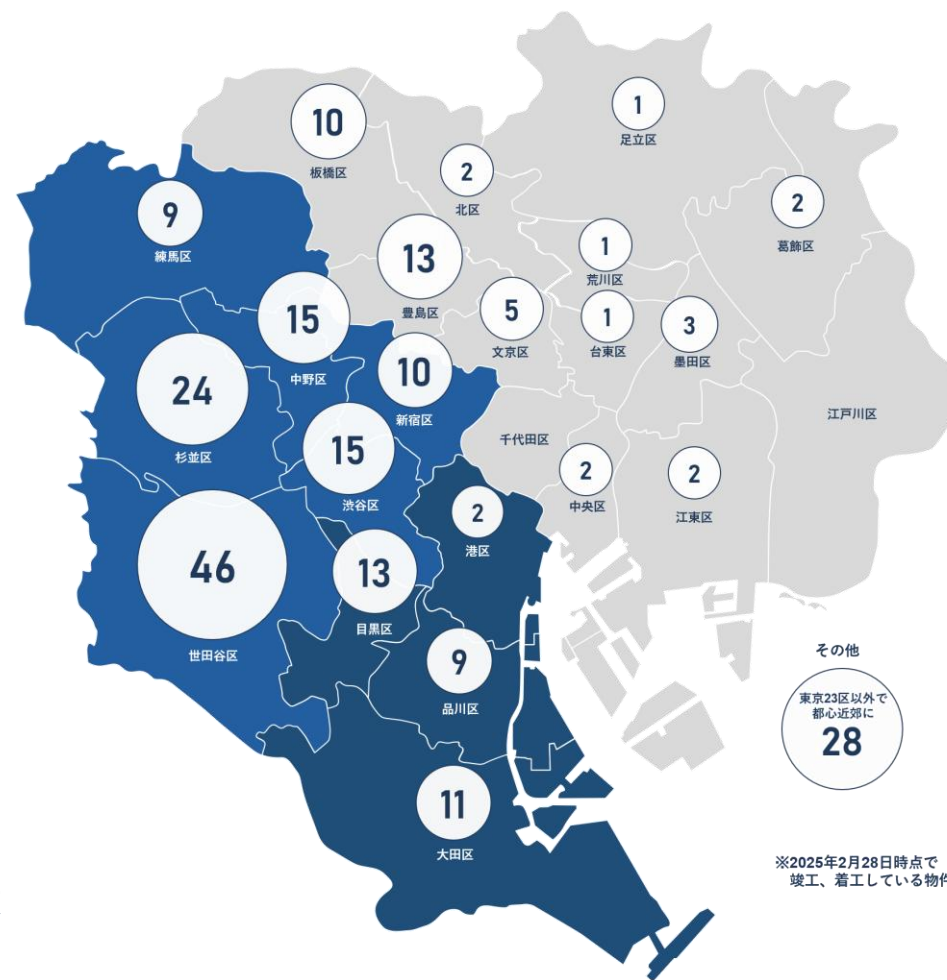 10
板橋区
1
足立区
2
北区
2
葛飾区
9
練馬区
13
豊島区
1
荒川区
15
中野区
5
文京区
1
台東区
3
墨田区
24
杉並区
10
新宿区
江戸川区
千代田区
15
渋谷区
2
中央区
2
江東区
2
港区
46
世田谷区
13
目黒区
9
品川区
その他
東京23区以外で
都心近郊に
28
11
大田区
※2025年2月28日時点で
竣工、着工している物件